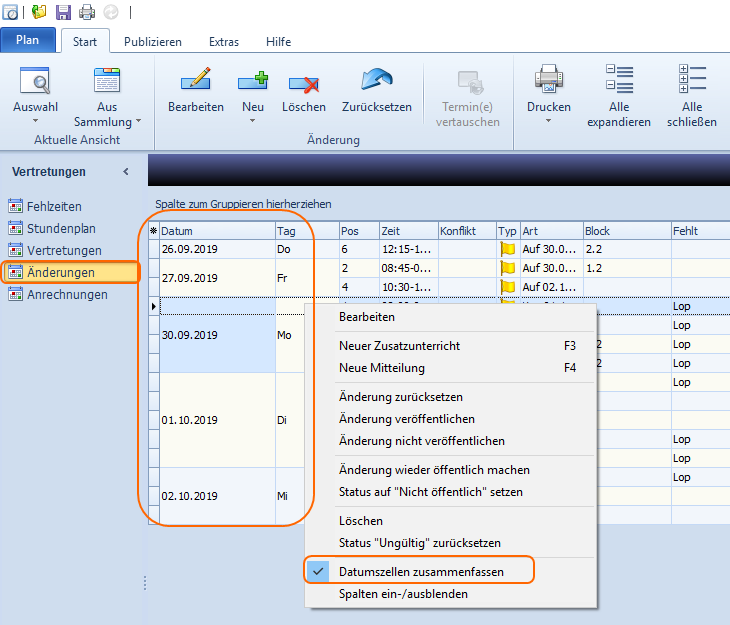 Plan Start Publizieren Extras Hilfe
Auswahl Aus Sammlung Bearbeiten Neu Löschen Zurücksetzen Termin(e) vertauschen Drucken Alle expandieren Alle schließen
Aktuelle Ansicht Änderung
Vertretungen
Fehlzeiten
Stundenplan
Vertretungen
Änderungen
Anrechnungen
Spalte zum Gruppieren hierherziehen
Datum Tag Pos Zeit Konflikt Typ Art Block Fehlt
26.09.2019 Do 6 12:15-1... Auf 30.0... 2.2
27.09.2019 Fr 2 08:45-0... Auf 30.0... 1.2
4 10:30-1... Auf 02.1...
Lop
Lop
30.09.2019 Mo 2 Lop
2 Lop
Lop
01.10.2019 Di
Lop
Lop
Lop
02.10.2019 Mi
Bearbeiten
Neuer Zusatzunterricht F3
Neue Mitteilung F4
Änderung zurücksetzen
Änderung veröffentlichen
Änderung nicht veröffentlichen
Änderung wieder öffentlich machen
Status auf "Nicht öffentlich" setzen
Löschen
Status "Ungültig" zurücksetzen
Datumszellen zusammenfassen
Spalten ein-/ausblenden